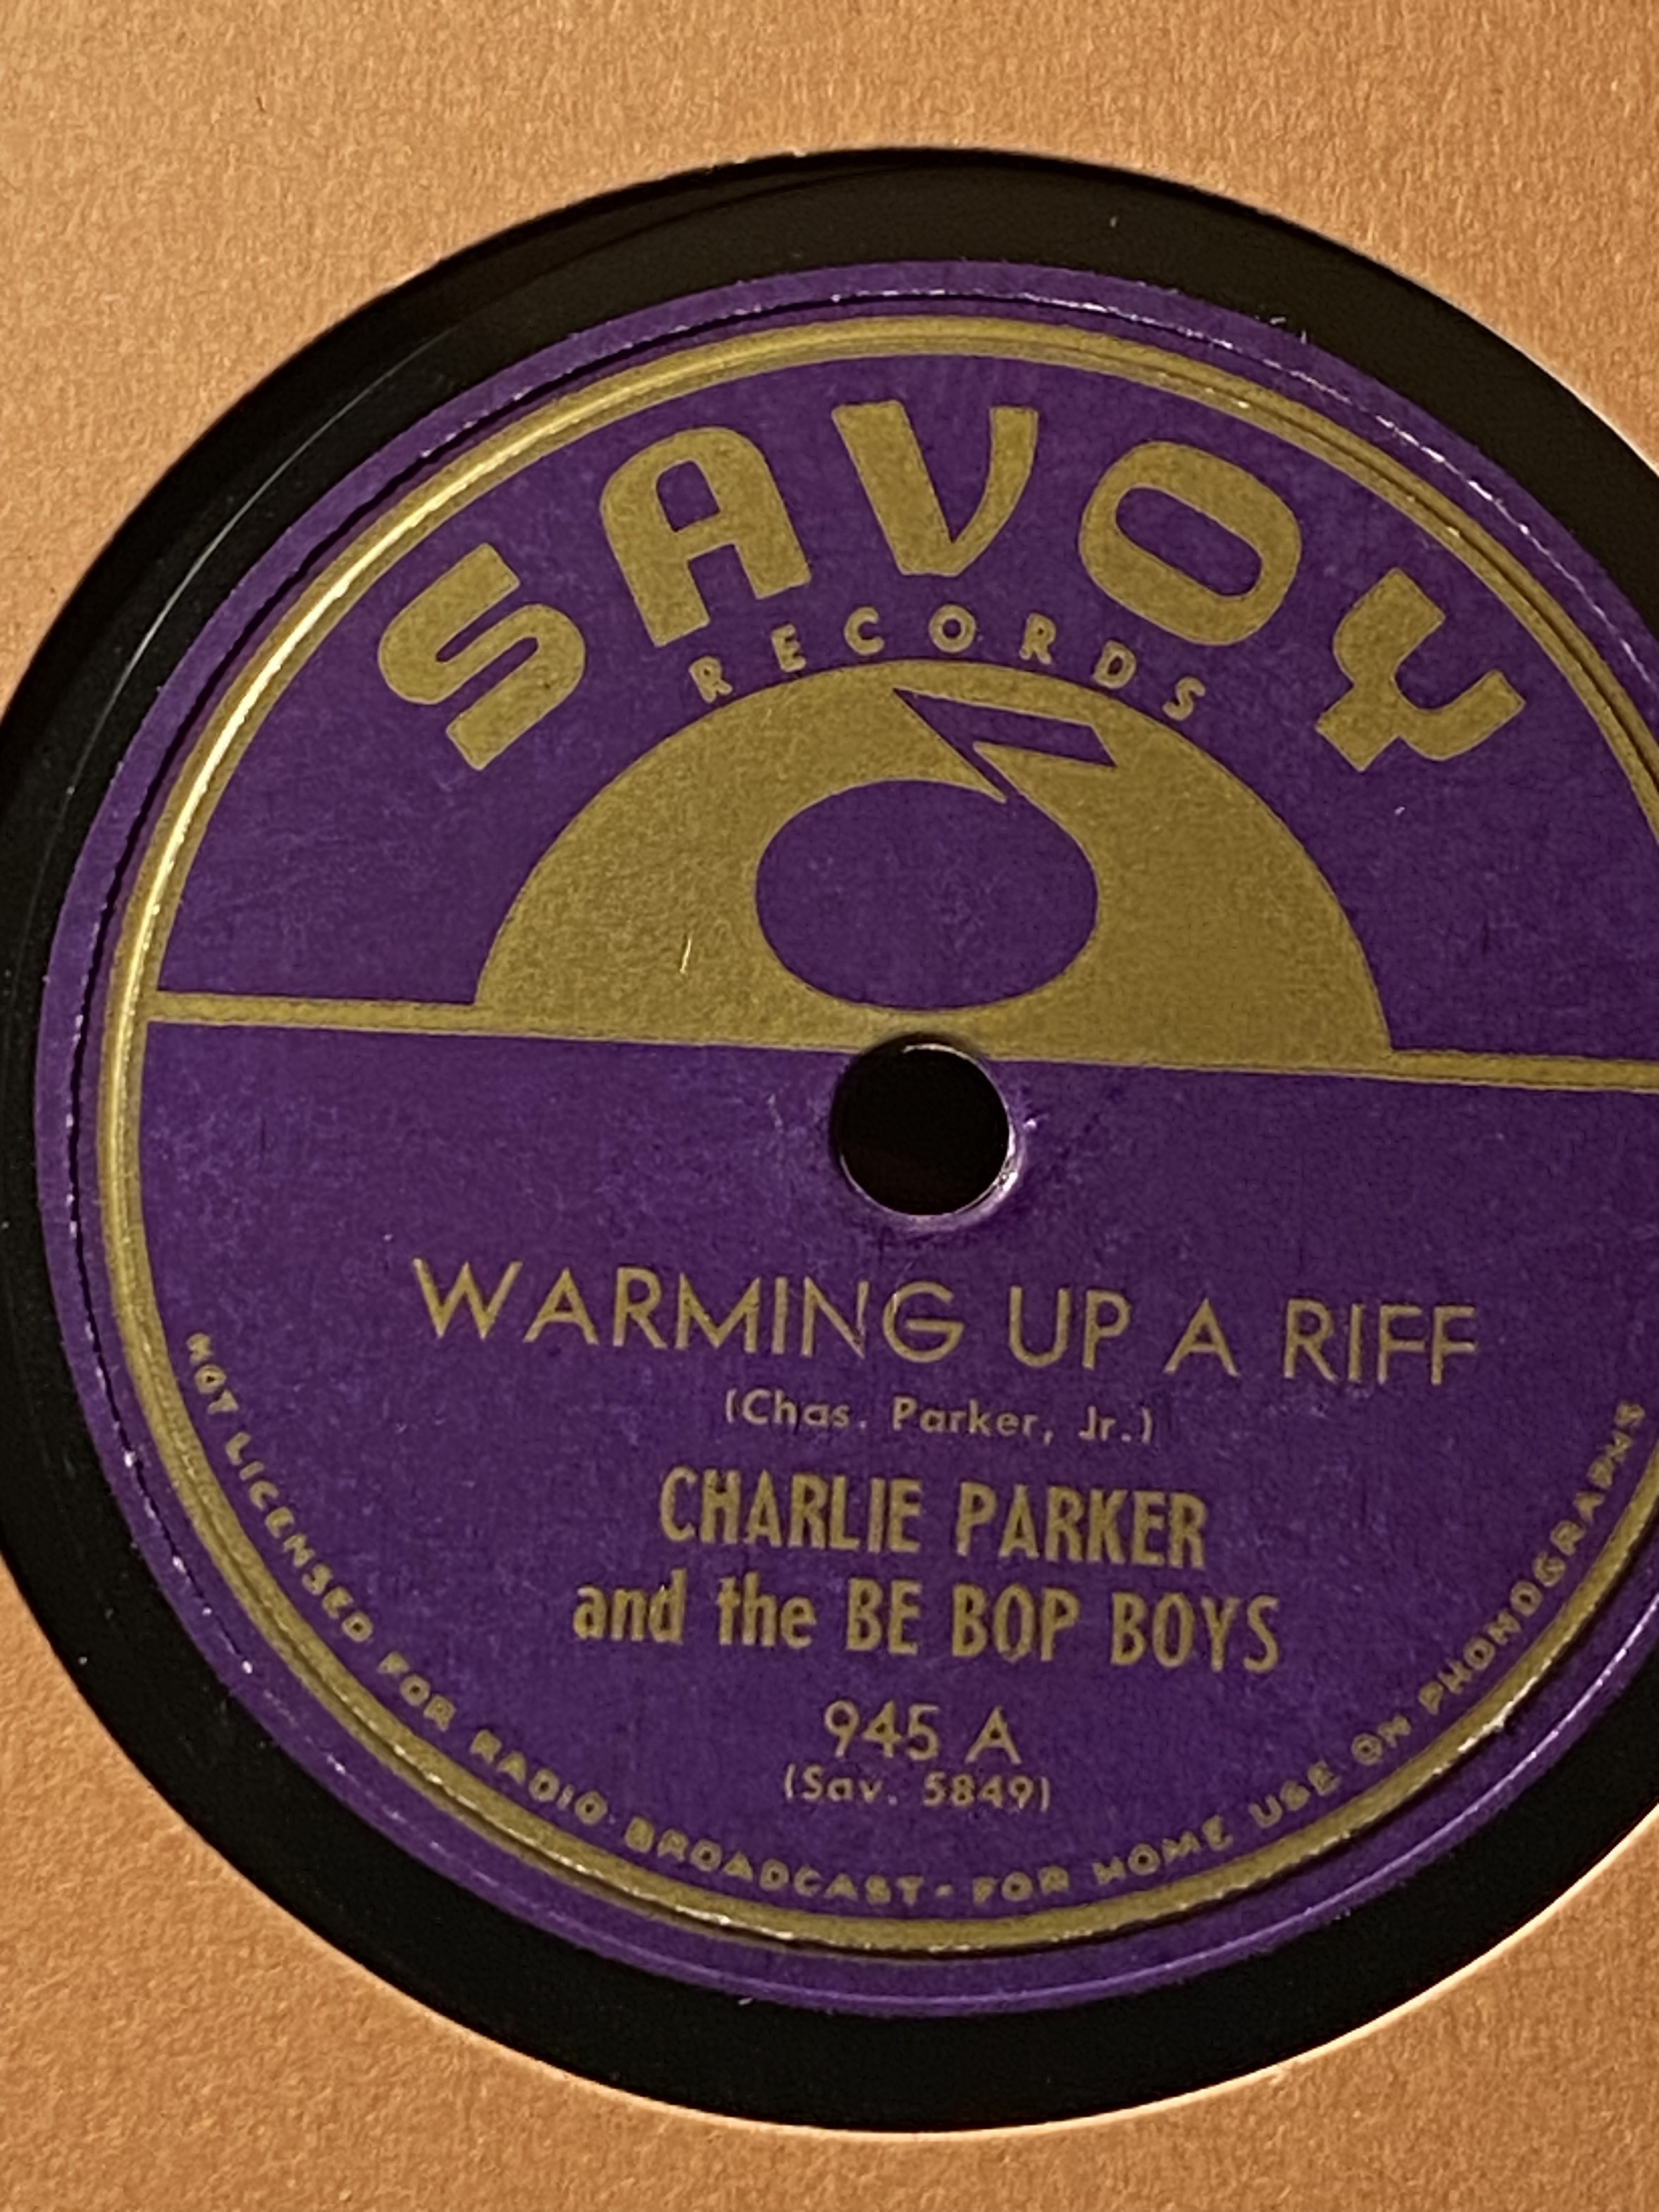 SAVOY
RECORDS
WARMING UP A RIFF
(Chas. Parker, Jr.)
CHARLIE PARKER
and the BE BOP BOYS
945 A
(Sav. 5849)
NOT LICENSED FOR RADIO BROADCAST - FOR HOME USE ON PHONOGRAPHS